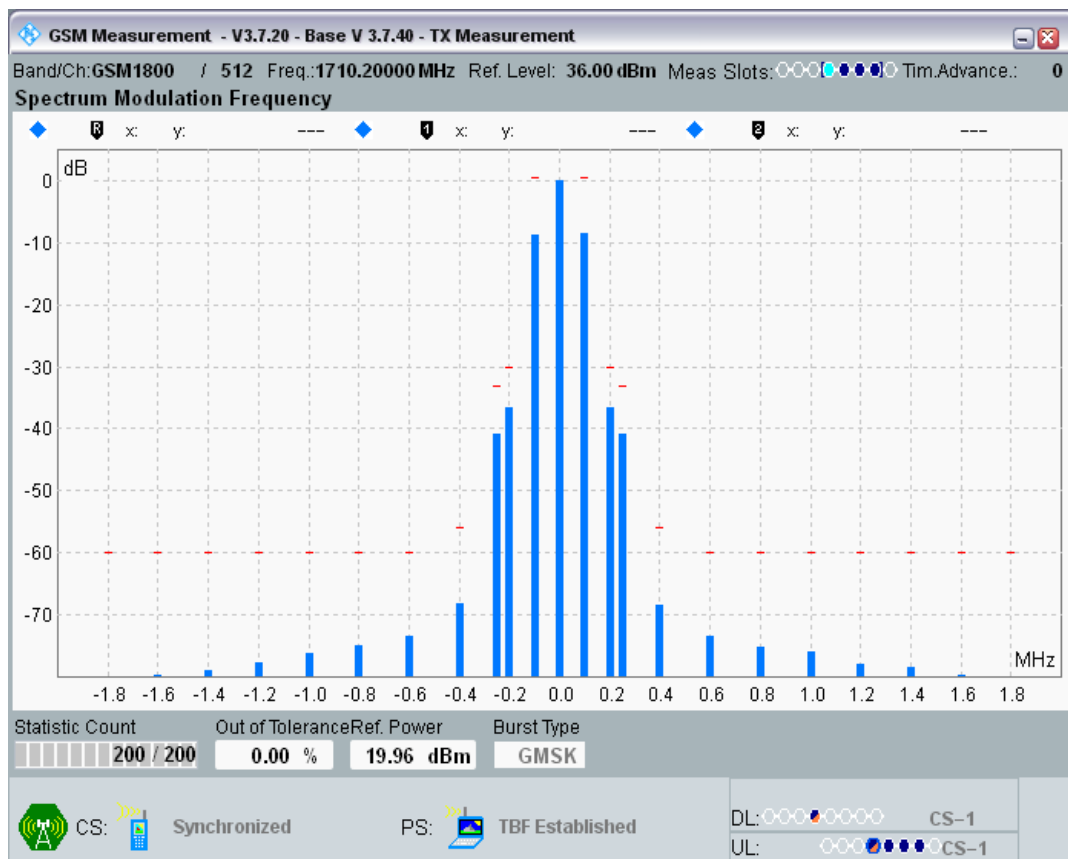 GSM Measurement - V3.7.20 - Base V 3.7.40 - TX Measurement
Band/Ch:GSM1800 / 512 Freq.:1710.20000 MHz Ref. Level: 36.00 dBm Meas Slots: Tim.Advance.: 0
Spectrum Modulation Frequency
R x: y: --- 1 x: y: --- 2 x: y: ---
dB
0
-10
-20
-30
-40
-50
-60
-70
MHz
-1.8 -1.6 -1.4 -1.2 -1.0 -0.8 -0.6 -0.4 -0.2 0.0 0.2 0.4 0.6 0.8 1.0 1.2 1.4 1.6 1.8
Statistic Count Out of Tolerance Ref. Power Burst Type
200 / 200 0.00 % 19.96 dBm GMSK
CS: Synchronized PS: TBF Established
DL: CS-1
UL: CS-1